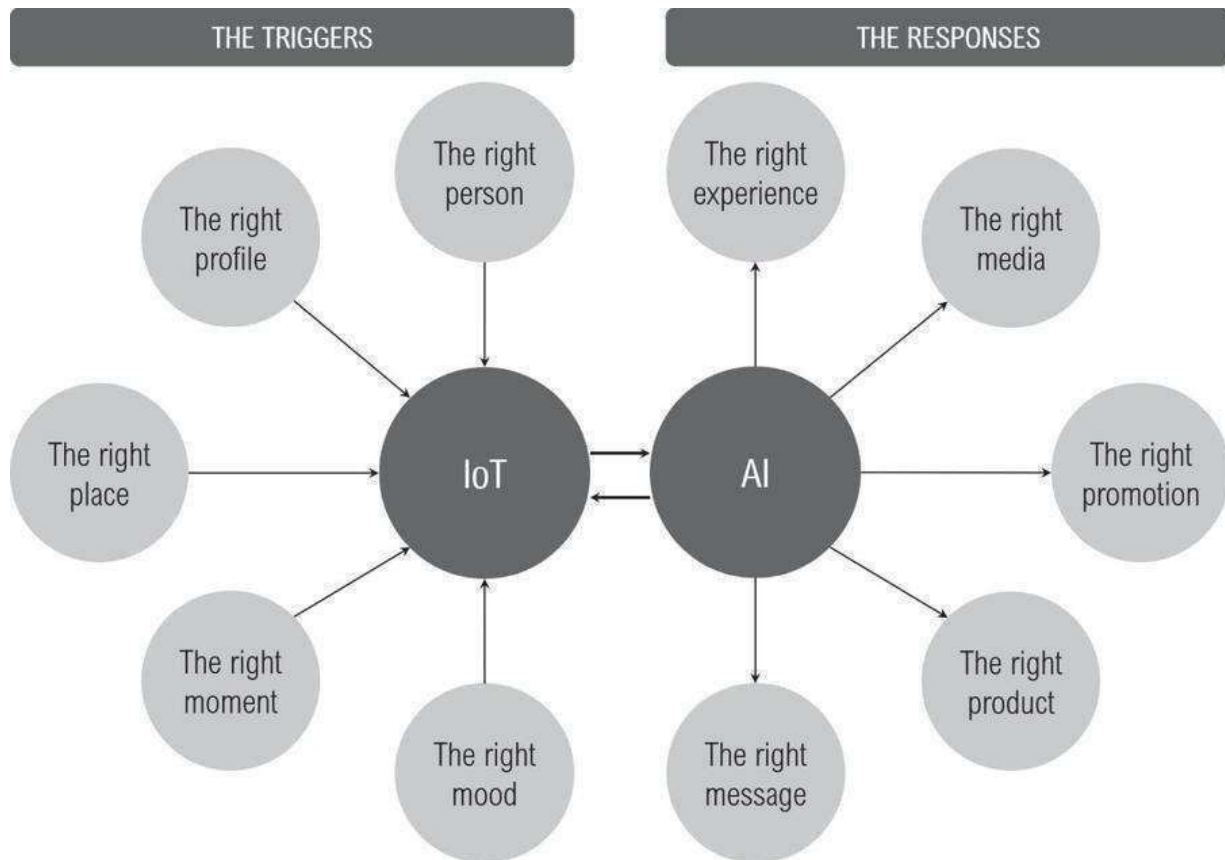 THE TRIGGERS
THE RESPONSES
The right
person
The right
profile
The right
place
The right
moment
The right
mood
IoT
AI
The right
experience
The right
media
The right
promotion
The right
product
The right
message